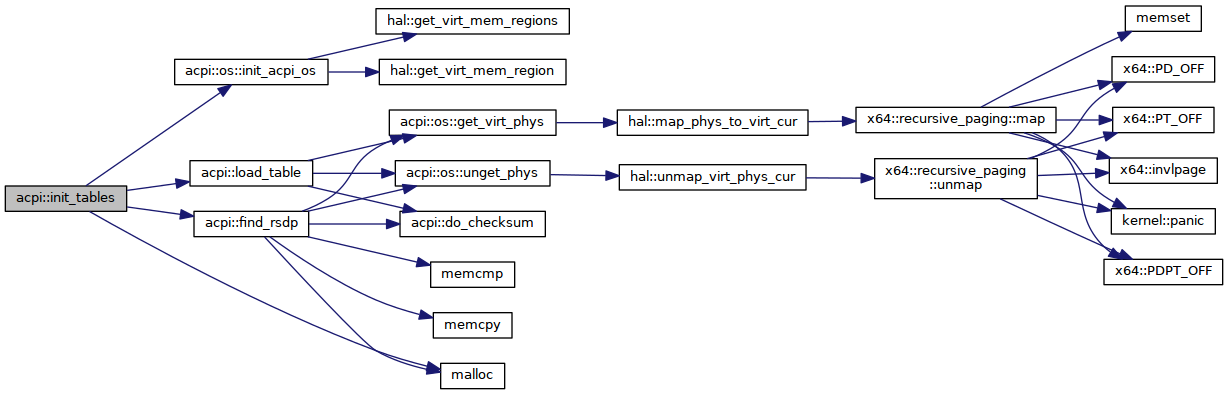 acpi::init_tables
acpi::os::init_acpi_os
acpi::load_table
acpi::find_rsdp
hal::get_virt_mem_regions
hal::get_virt_mem_region
acpi::os::get_virt_phys
acpi::os::unget_phys
acpi::do_checksum
memcmp
memcpy
malloc
hal::map_phys_to_virt_cur
hal::unmap_virt_phys_cur
x64::recursive_paging::map
x64::recursive_paging
::unmap
memset
x64::PD_OFF
x64::PT_OFF
x64::invlpage
kernel::panic
x64::PDPT_OFF